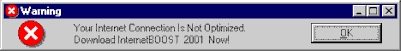 Warning
Your Internet Connection Is Not Optimized.
Download InternetBOOST 2001 Now!
OK